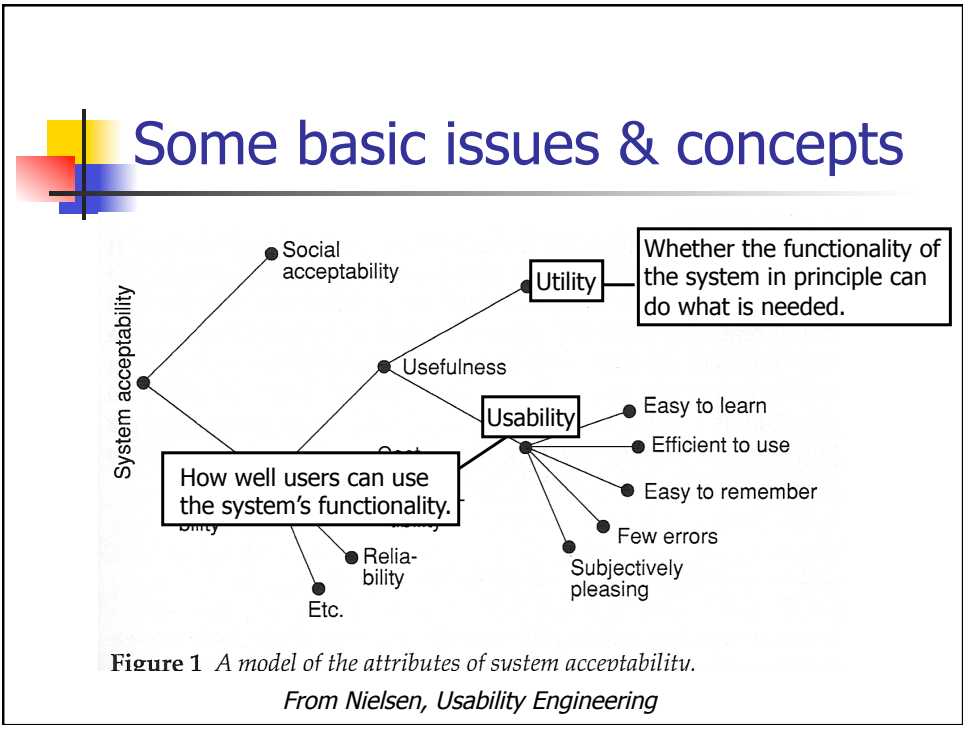 Some basic issues & concepts
Social
acceptability
System acceptability
Utility
Whether the functionality of
the system in principle can
do what is needed.
Usefulness
Usability
Easy to learn
Efficient to use
Easy to remember
Few errors
Subjectively
pleasing
How well users can use
the system's functionality.
bility
Relia-
bility
Etc.
Figure 1 A model of the attributes of system acceptability.
From Nielsen, Usability Engineering